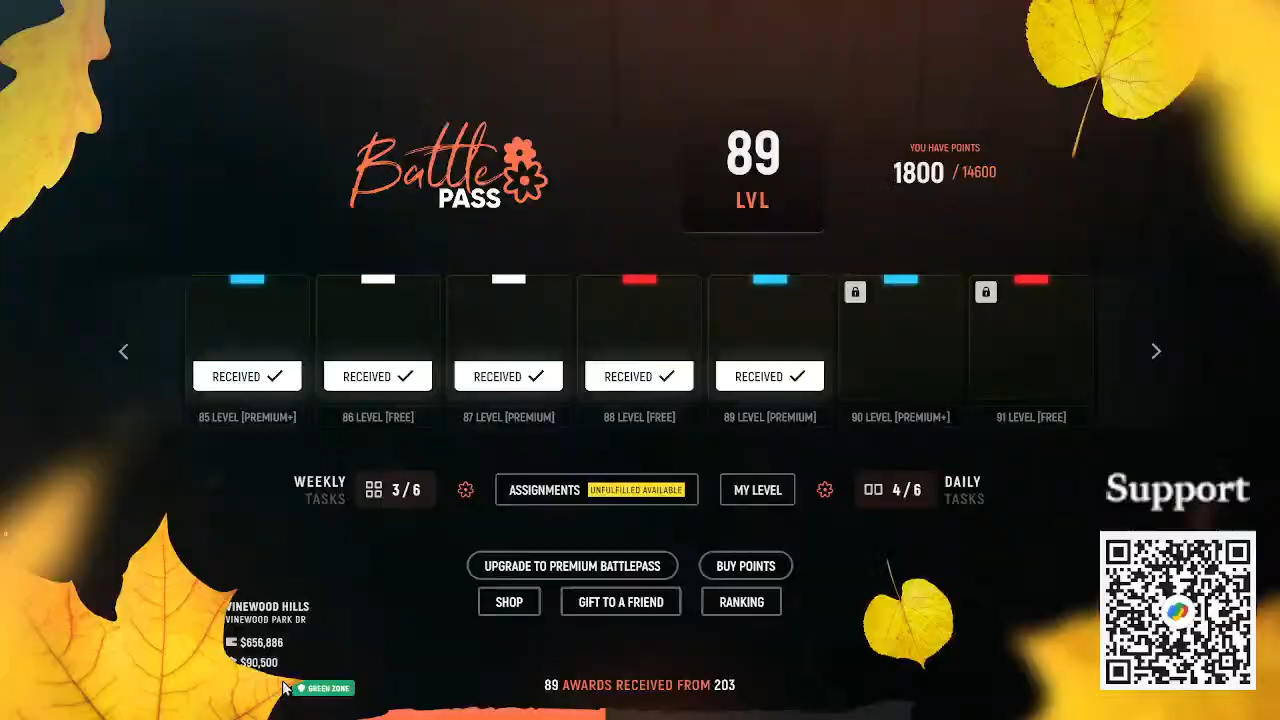 Battle
PASS
89
LVL
YOU HAVE POINTS
1800 / 14600
RECEIVED
RECEIVED
RECEIVED
RECEIVED
RECEIVED
85 LEVEL [PREMIUM+]
86 LEVEL [FREE]
87 LEVEL [PREMIUM]
88 LEVEL [FREE]
89 LEVEL [PREMIUM]
90 LEVEL [PREMIUM+]
91 LEVEL [FREE]
WEEKLY
TASKS
3 / 6
ASSIGNMENTS UNFULFILLED AVAILABLE
MY LEVEL
4 / 6
DAILY
TASKS
Support
UPGRADE TO PREMIUM BATTLEPASS
BUY POINTS
SHOP
GIFT TO A FRIEND
RANKING
VINEWOOD HILLS
VINEWOOD PARK DR
$656,886
$90,500
GREEN ZONE
89 AWARDS RECEIVED FROM 203